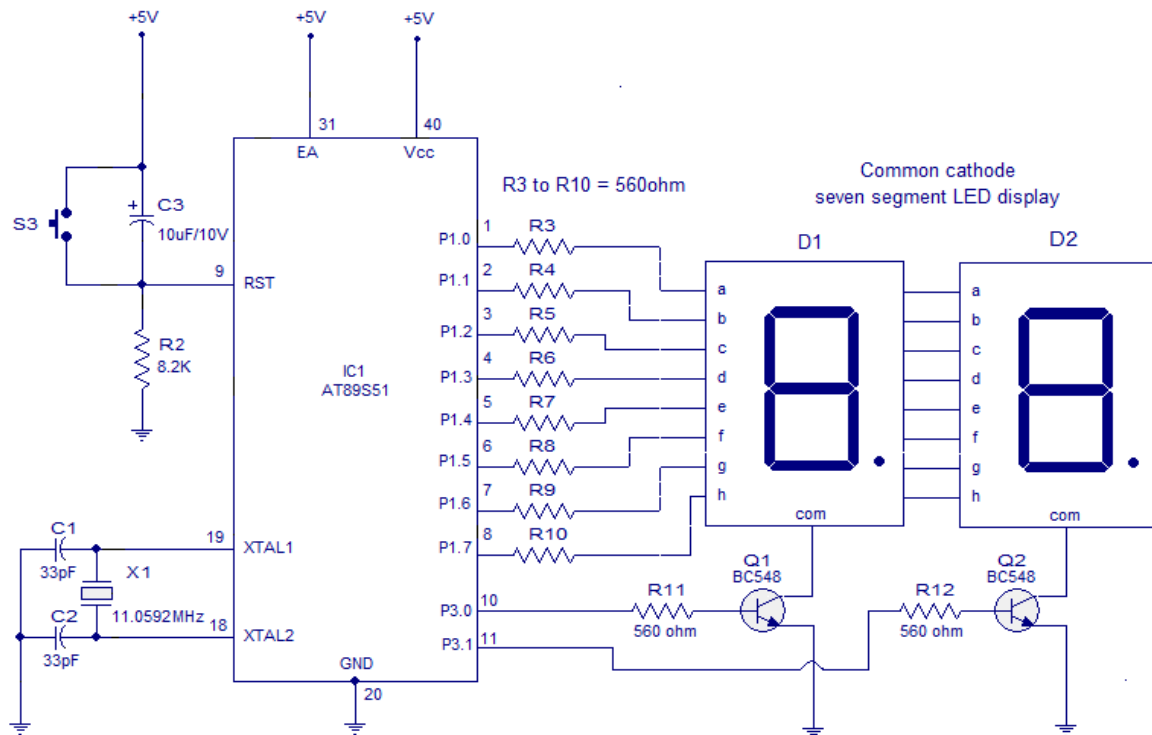 +5V
+5V
+5V
31
40
EA
Vcc
R3 to R10 = 560ohm
Common cathode
seven segment LED display
S3
+
C3
10uF/10V
9
RST
R2
8.2K
IC1
AT89S51
P1.0
1
R3
P1.1
2
R4
P1.2
3
R5
P1.3
4
R6
P1.4
5
R7
P1.5
6
R8
P1.6
7
R9
P1.7
8
R10
D1
a
b
c
d
e
f
g
h
com
D2
a
b
c
d
e
f
g
h
com
C1
33pF
X1
11.0592MHz
C2
33pF
19
XTAL1
18
XTAL2
GND
20
P3.0
10
R11
560 ohm
Q1
BC548
P3.1
11
R12
560 ohm
Q2
BC548